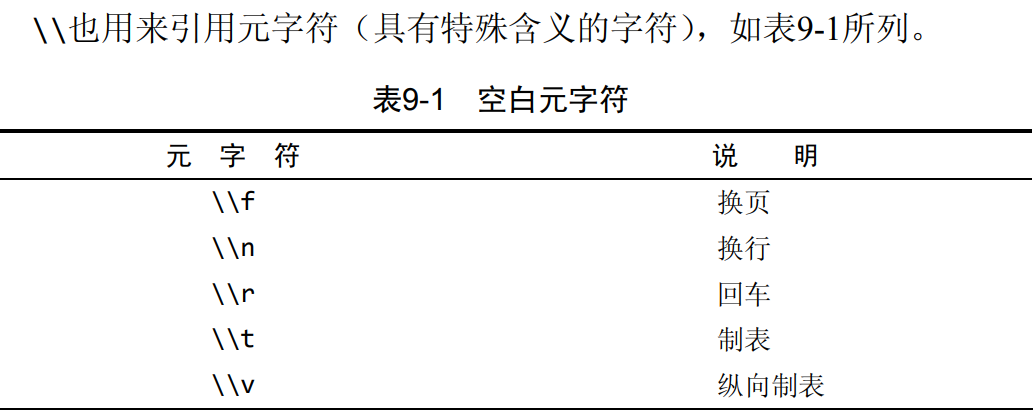 \\也用来引用元字符（具有特殊含义的字符），如表9-1所列。
表9-1 空白元字符
元 字 符 说 明
\\f 换页
\\n 换行
\\r 回车
\\t 制表
\\v 纵向制表